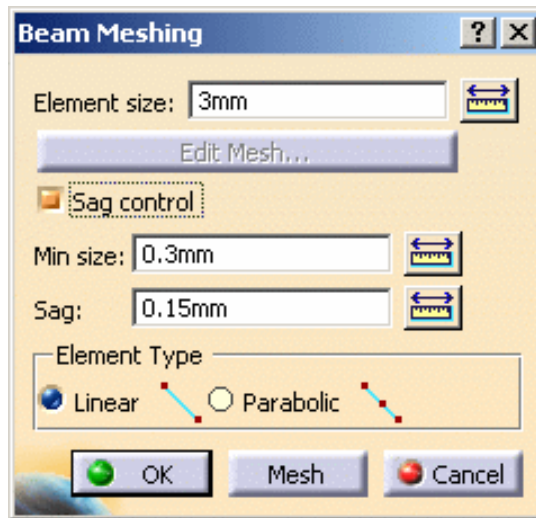 Beam Meshing
Element size: 3mm
Edit Mesh...
Sag control
Min size: 0.3mm
Sag: 0.15mm
Element Type
Linear Parabolic
OK Mesh Cancel